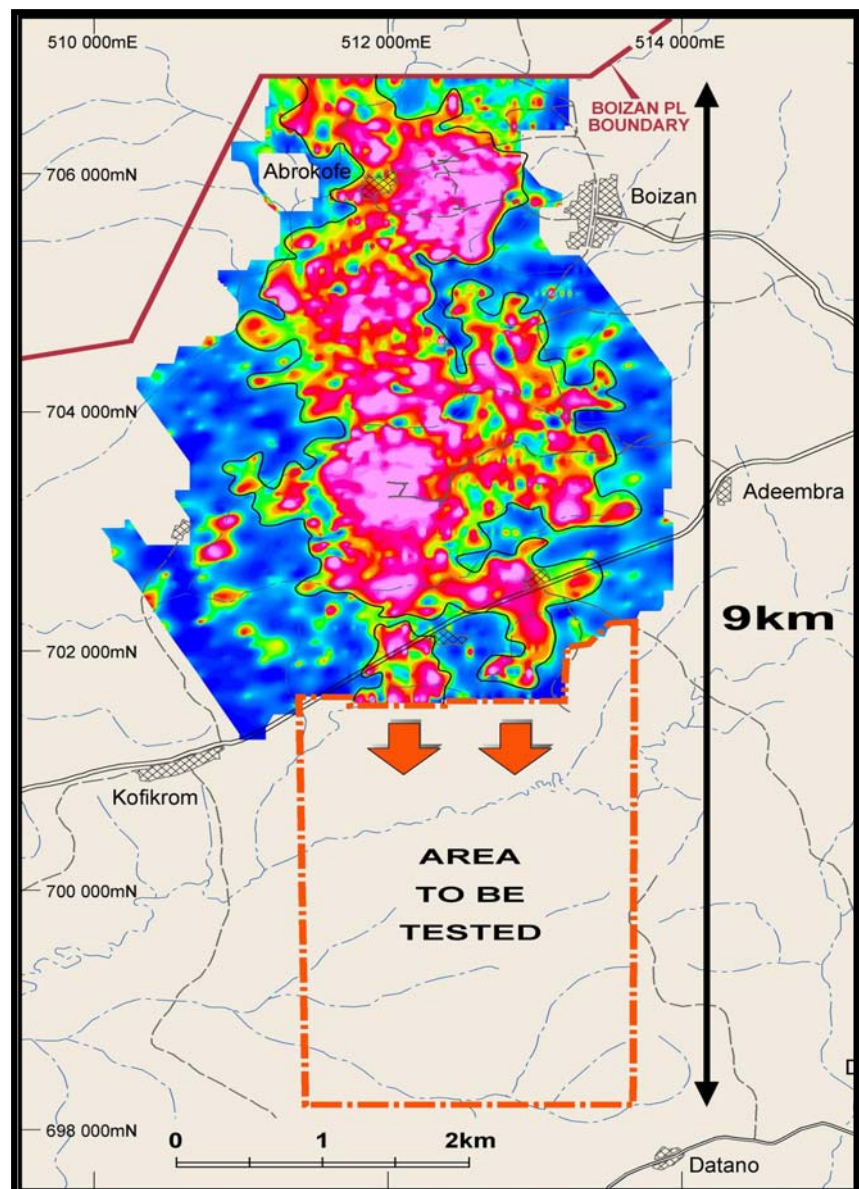 510 000mE
512 000mE
514 000mE
BOIZAN PL
BOUNDARY
706 000mN
Abrokofe
Boizan
704 000mN
Adeembra
9km
702 000mN
Kofikrom
AREA
TO BE
TESTED
700 000mN
698 000mN
0 1 2km
Datano
D